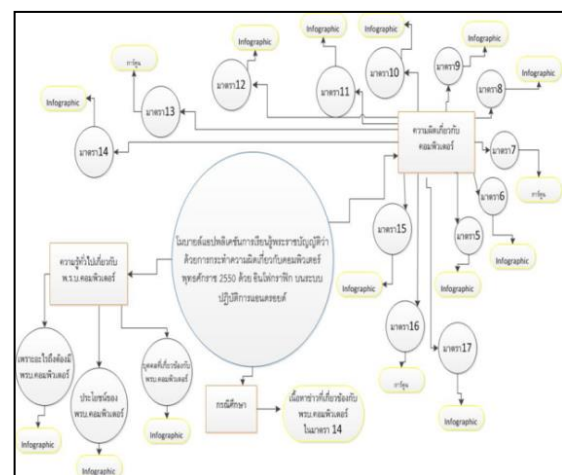 Infographic
Infographic
Infographic
Infographic
Infographic
Infographic
การ์ตูน
มาตรา9
มาตรา10
มาตรา8
มาตรา11
มาตรา12
มาตรา13
มาตรา14
ความผิดเกี่ยวกับ
คอมพิวเตอร์
มาตรา7
การ์ตูน
มาตรา6
Infographic
มาตรา5
Infographic
มาตรา15
Infographic
มาตรา16
การ์ตูน
มาตรา17
Infographic
โมบายล์แอปพลิเคชันการเรียนรู้พระราชบัญญัติว่า
ด้วยการกระทำความผิดเกี่ยวกับคอมพิวเตอร์
พุทธศักราช 2550 ด้วย อินโฟกราฟิก บนระบบ
ปฏิบัติการแอนดรอยด์
ความรู้ทั่วไปเกี่ยวกับ
พ.ร.บ.คอมพิวเตอร์
เพราะอะไรถึงต้องมี
พรบ.คอมพิวเตอร์
Infographic
ประโยชน์ของ
พรบ.คอมพิวเตอร์
Infographic
บุคคลที่เกี่ยวข้องกับ
พรบ.คอมพิวเตอร์
Infographic
กรณีศึกษา
เนื้อหาข่าวที่เกี่ยวข้องกับ
พรบ.คอมพิวเตอร์
ในมาตรา 14